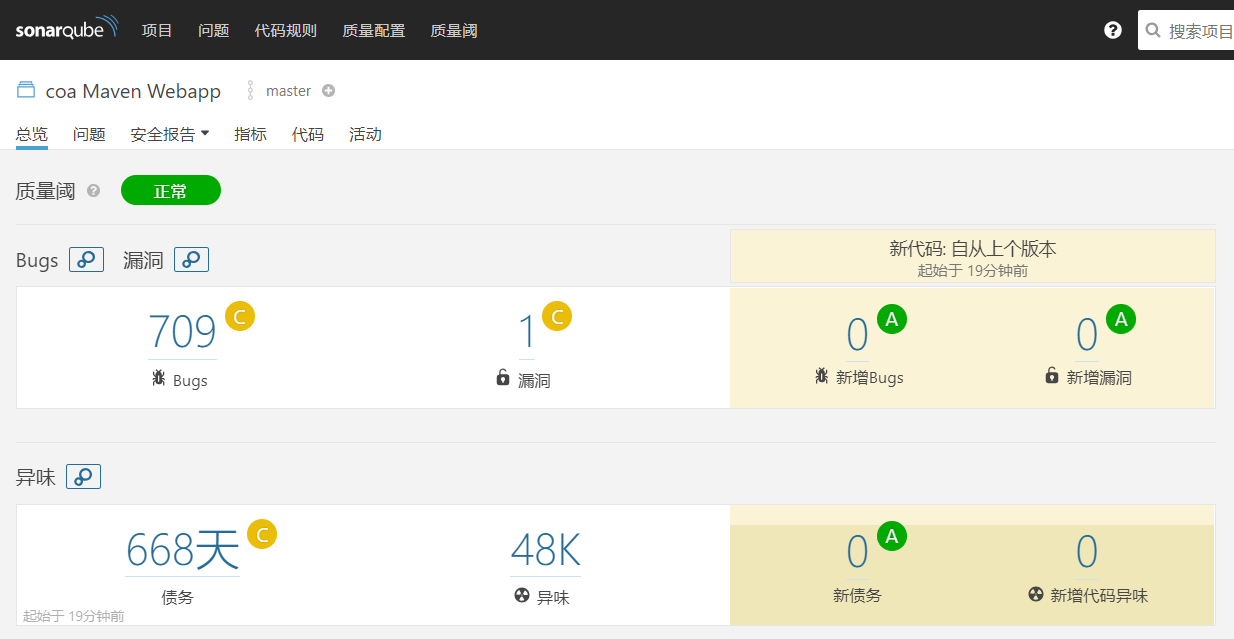 sonarqube 项目 问题 代码规则 质量配置 质量阈 ? 搜索项目
coa Maven Webapp master
总览 问题 安全报告 指标 代码 活动
质量阈 ? 正常
Bugs 漏洞
新代码: 自从上个版本
起始于 19分钟前
709 C 1 C 0 A 0 A
Bugs 漏洞 新增Bugs 新增漏洞
异味
668天 C 48K 0 A 0
债务 异味 新债务 新增代码异味
起始于 19分钟前